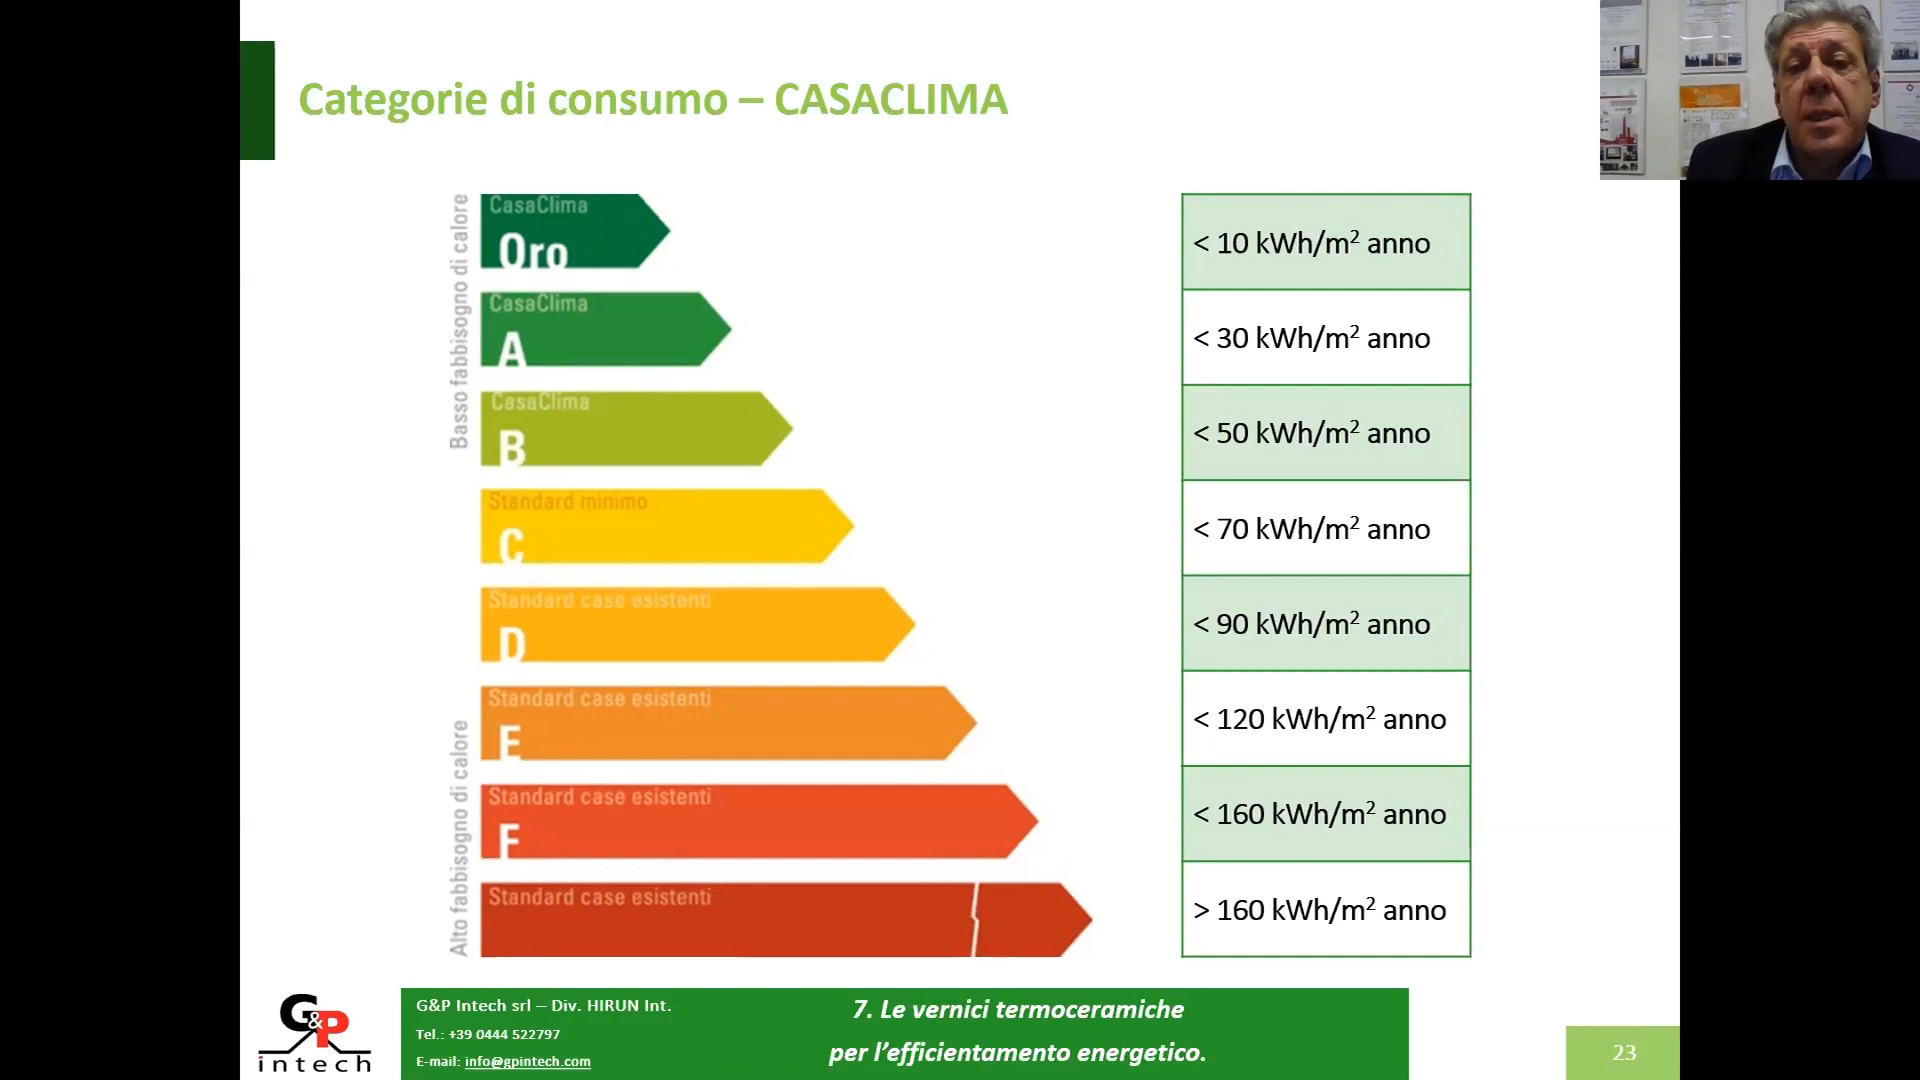 Categorie di consumo – CASACLIMA
Basso fabbisogno di calore
Alto fabbisogno di calore
CasaClima
Oro
< 10 kWh/m² anno
CasaClima
A
< 30 kWh/m² anno
CasaClima
B
< 50 kWh/m² anno
Standard minimo
C
< 70 kWh/m² anno
Standard case esistenti
D
< 90 kWh/m² anno
Standard case esistenti
E
< 120 kWh/m² anno
Standard case esistenti
F
< 160 kWh/m² anno
Standard case esistenti
> 160 kWh/m² anno
G&P
intech
G&P Intech srl – Div. HIRUN Int.
Tel.: +39 0444 522797
E-mail: info@gpintech.com
7. Le vernici termoceramiche
per l’efficientamento energetico.
23